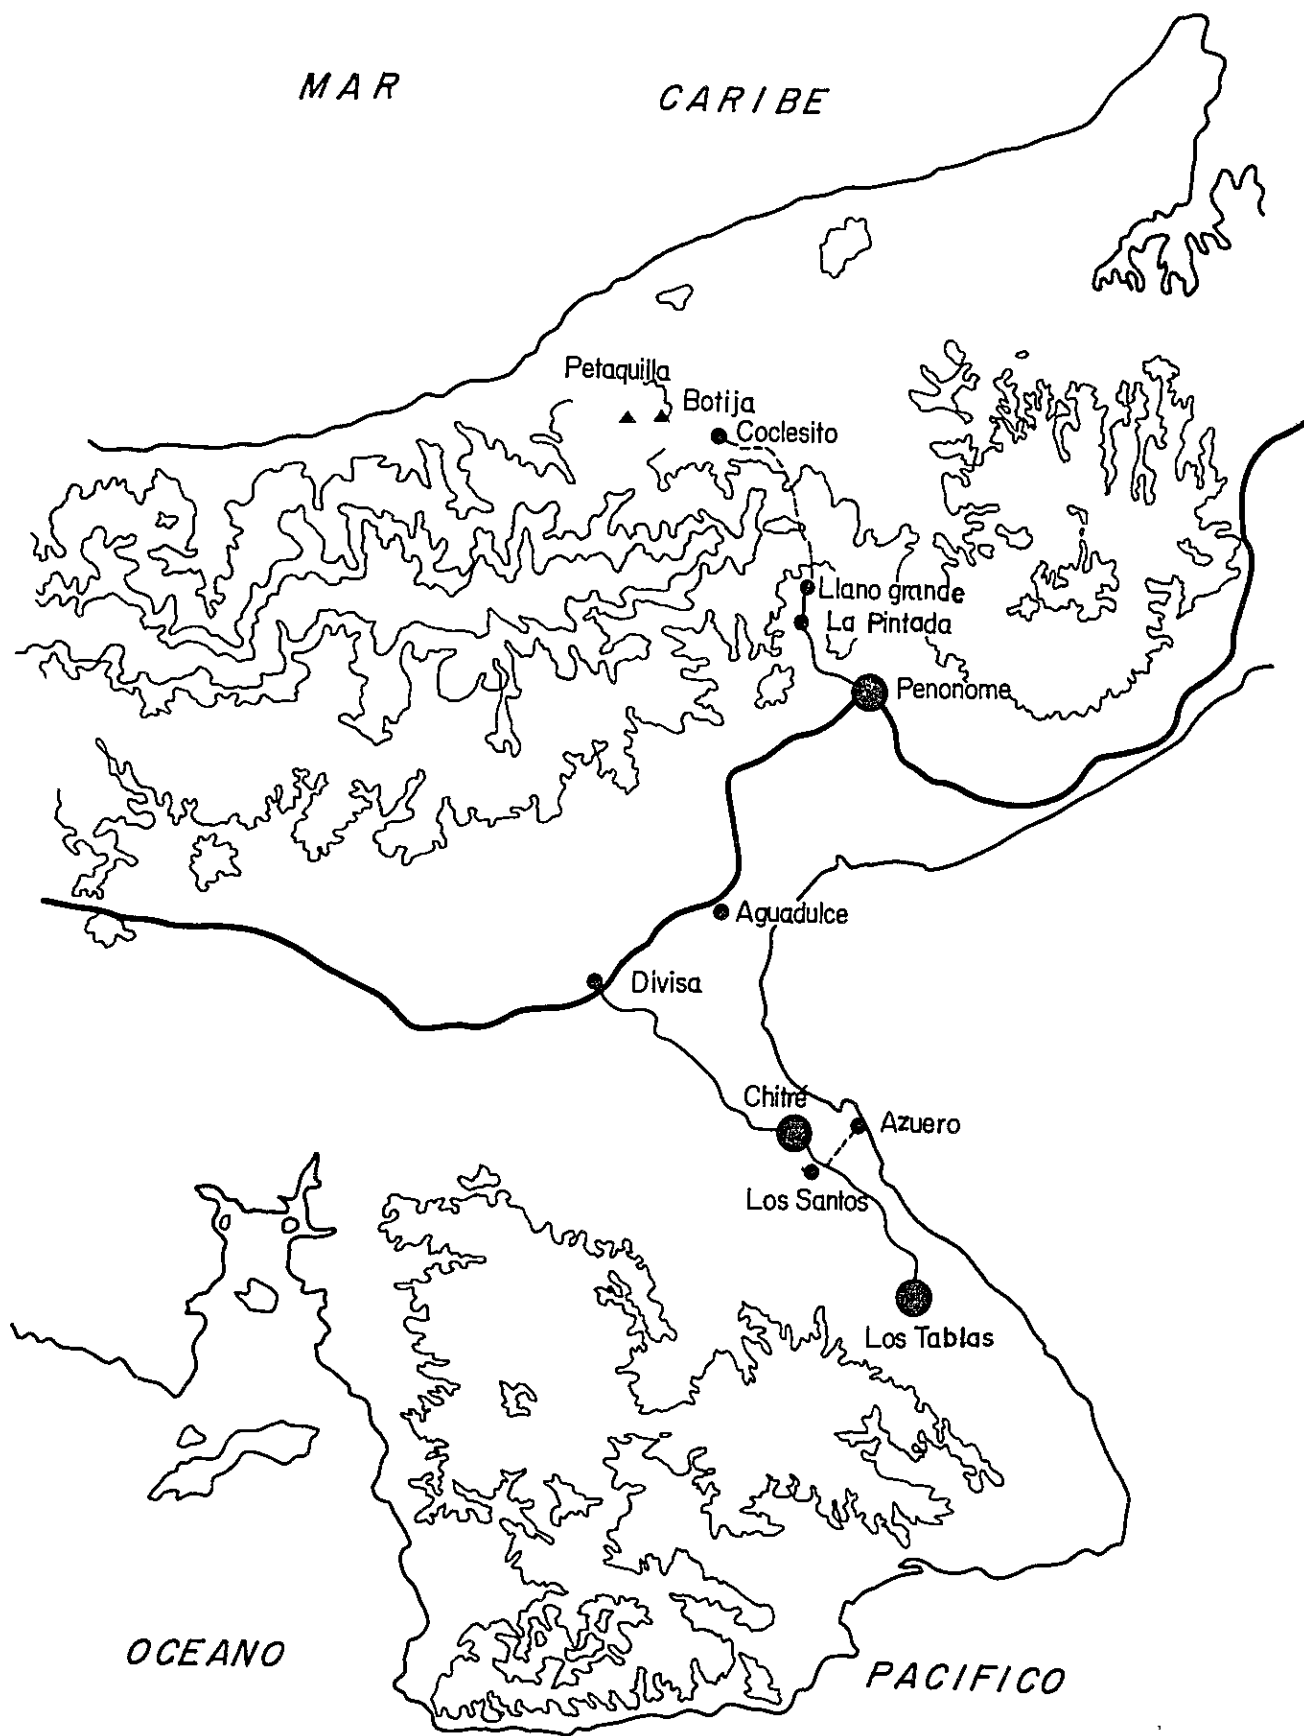 MAR CARIBE
Petaquilla
Botija
Coclesito
Llano grande
La Pintada
Penonome
Aguadulce
Divisa
Chitré
Azuero
Los Santos
Los Tablas
OCEANO PACIFICO